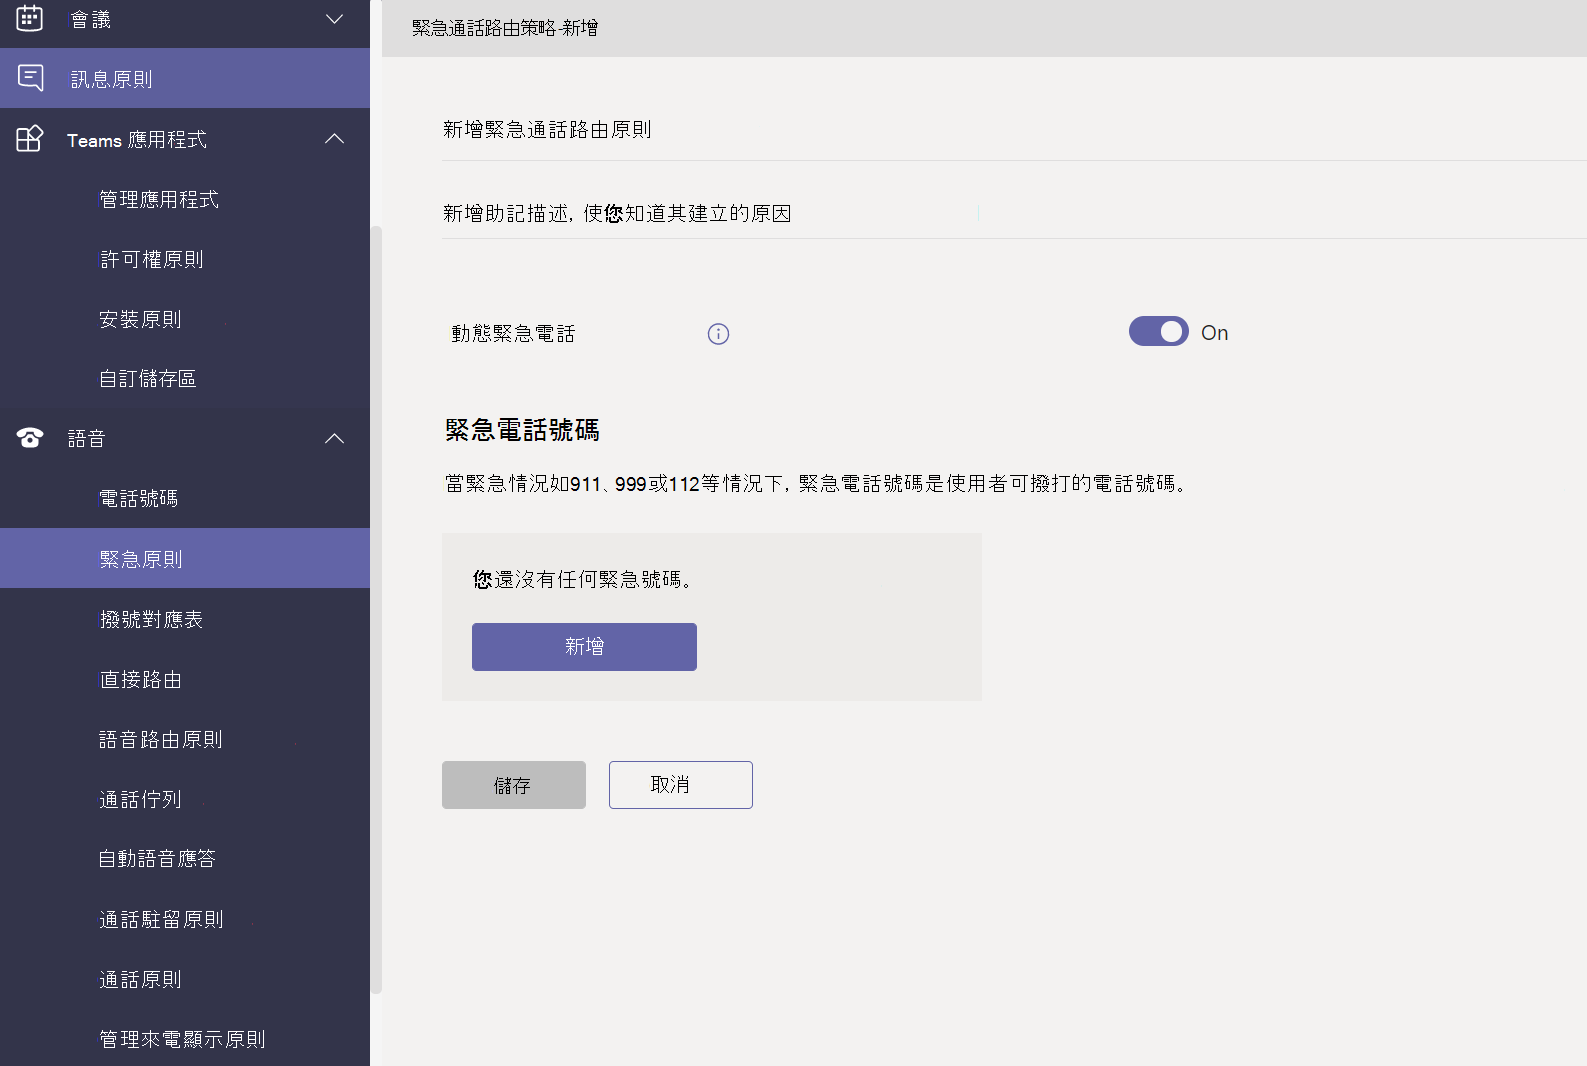 會議
訊息原則
Teams 應用程式
管理應用程式
許可權原則
安裝原則
自訂儲存區
語音
電話號碼
緊急原則
撥號對應表
直接路由
語音路由原則
通話佇列
自動語音應答
通話駐留原則
通話原則
管理來電顯示原則
緊急通話路由策略-新增
新增緊急通話路由原則
新增助記描述, 使您知道其建立的原因
動態緊急電話
On
緊急電話號碼
當緊急情況如911、999或112等情況下, 緊急電話號碼是使用者可撥打的電話號碼。
您還沒有任何緊急號碼。
新增
儲存
取消